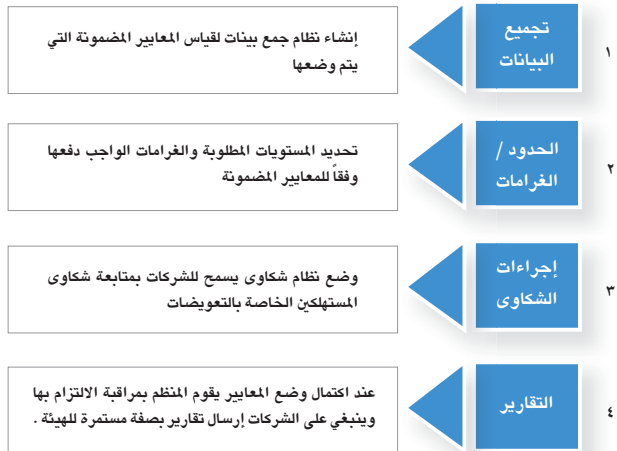 ١
تجميع
البيانات
إنشاء نظام جمع بينات لقياس المعايير المضمونة التي
يتم وضعها
٢
الحدود /
الغرامات
تحديد المستويات المطلوبة والغرامات الواجب دفعها
وفقاً للمعايير المضمونة
٣
إجراءات
الشكاوى
وضع نظام شكاوى يسمح للشركات بمتابعة شكاوى
المستهلكين الخاصة بالتعويضات
٤
التقارير
عند اكتمال وضع المعايير يقوم المنظم بمراقبة الالتزام بها
وينبغي على الشركات إرسال تقارير بصفة مستمرة للهيئة .